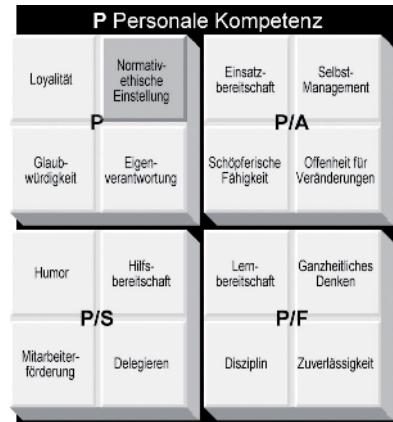 P Personale Kompetenz
Loyalität
Normativ-
ethische
Einstellung
Einsatz-
bereitschaft
Selbst-
Management
P
P/A
Glaub-
würdigkeit
Eigen-
verantwortung
Schöpferische
Fähigkeit
Offenheit für
Veränderungen
Humor
Hilfs-
bereitschaft
Lern-
bereitschaft
Ganzheitliches
Denken
P/S
P/F
Mitarbeiter-
förderung
Delegieren
Disziplin
Zuverlässigkeit